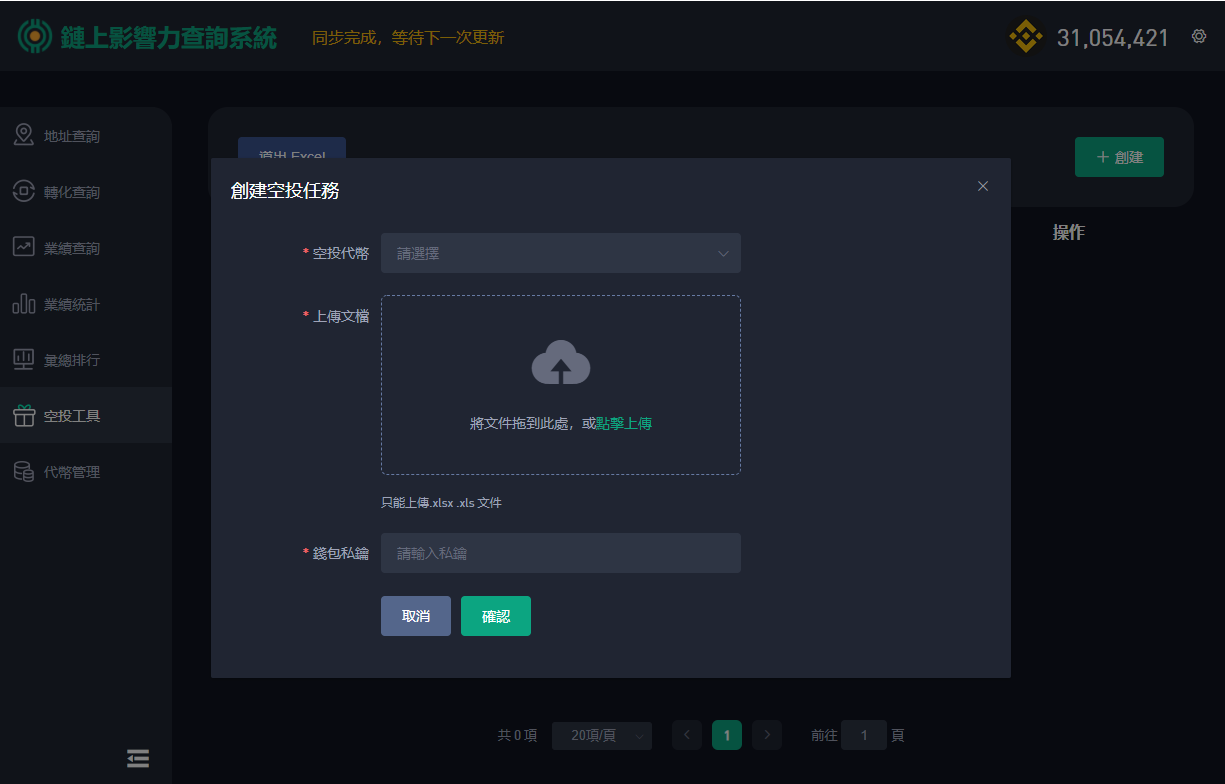 鏈上影響力查詢系統
同步完成，等待下一次更新
31,054,421
地址查詢
轉化查詢
業績查詢
業績統計
彙總排行
空投工具
代幣管理
導出 Excel
創建
操作
創建空投任務
* 空投代幣
請選擇
* 上傳文檔
將文件拖到此處，或點擊上傳
只能上傳.xlsx .xls 文件
* 錢包私鑰
請輸入私鑰
取消
確認
共 0 項
20項/頁
1
前往 1 頁